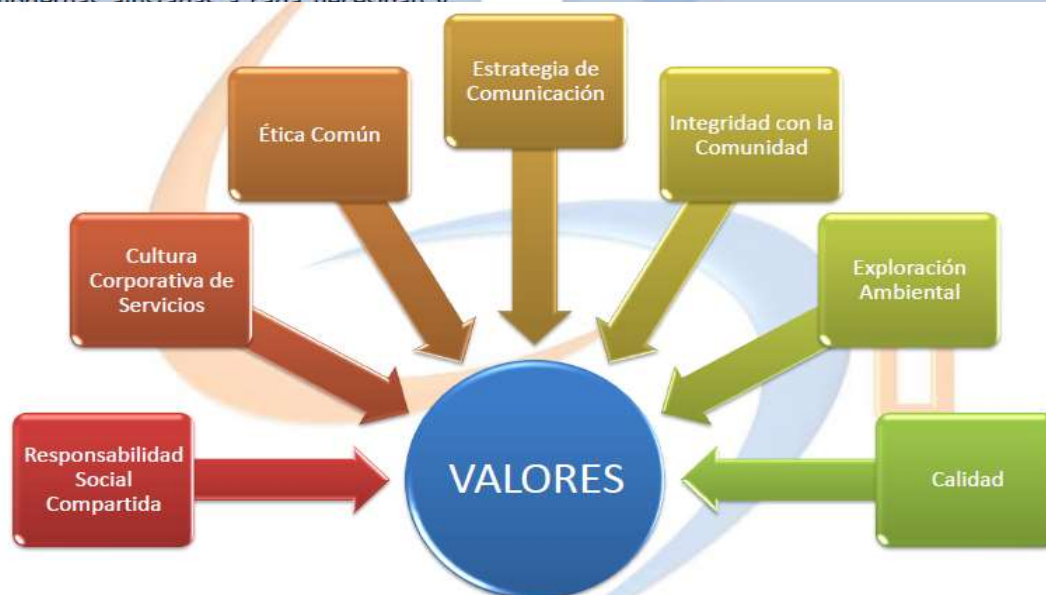 Estrategia de
Comunicación
Ética Común
Integridad con la
Comunidad
Cultura
Corporativa de
Servicios
Exploración
Ambiental
Responsabilidad
Social
Compartida
VALORES
Calidad